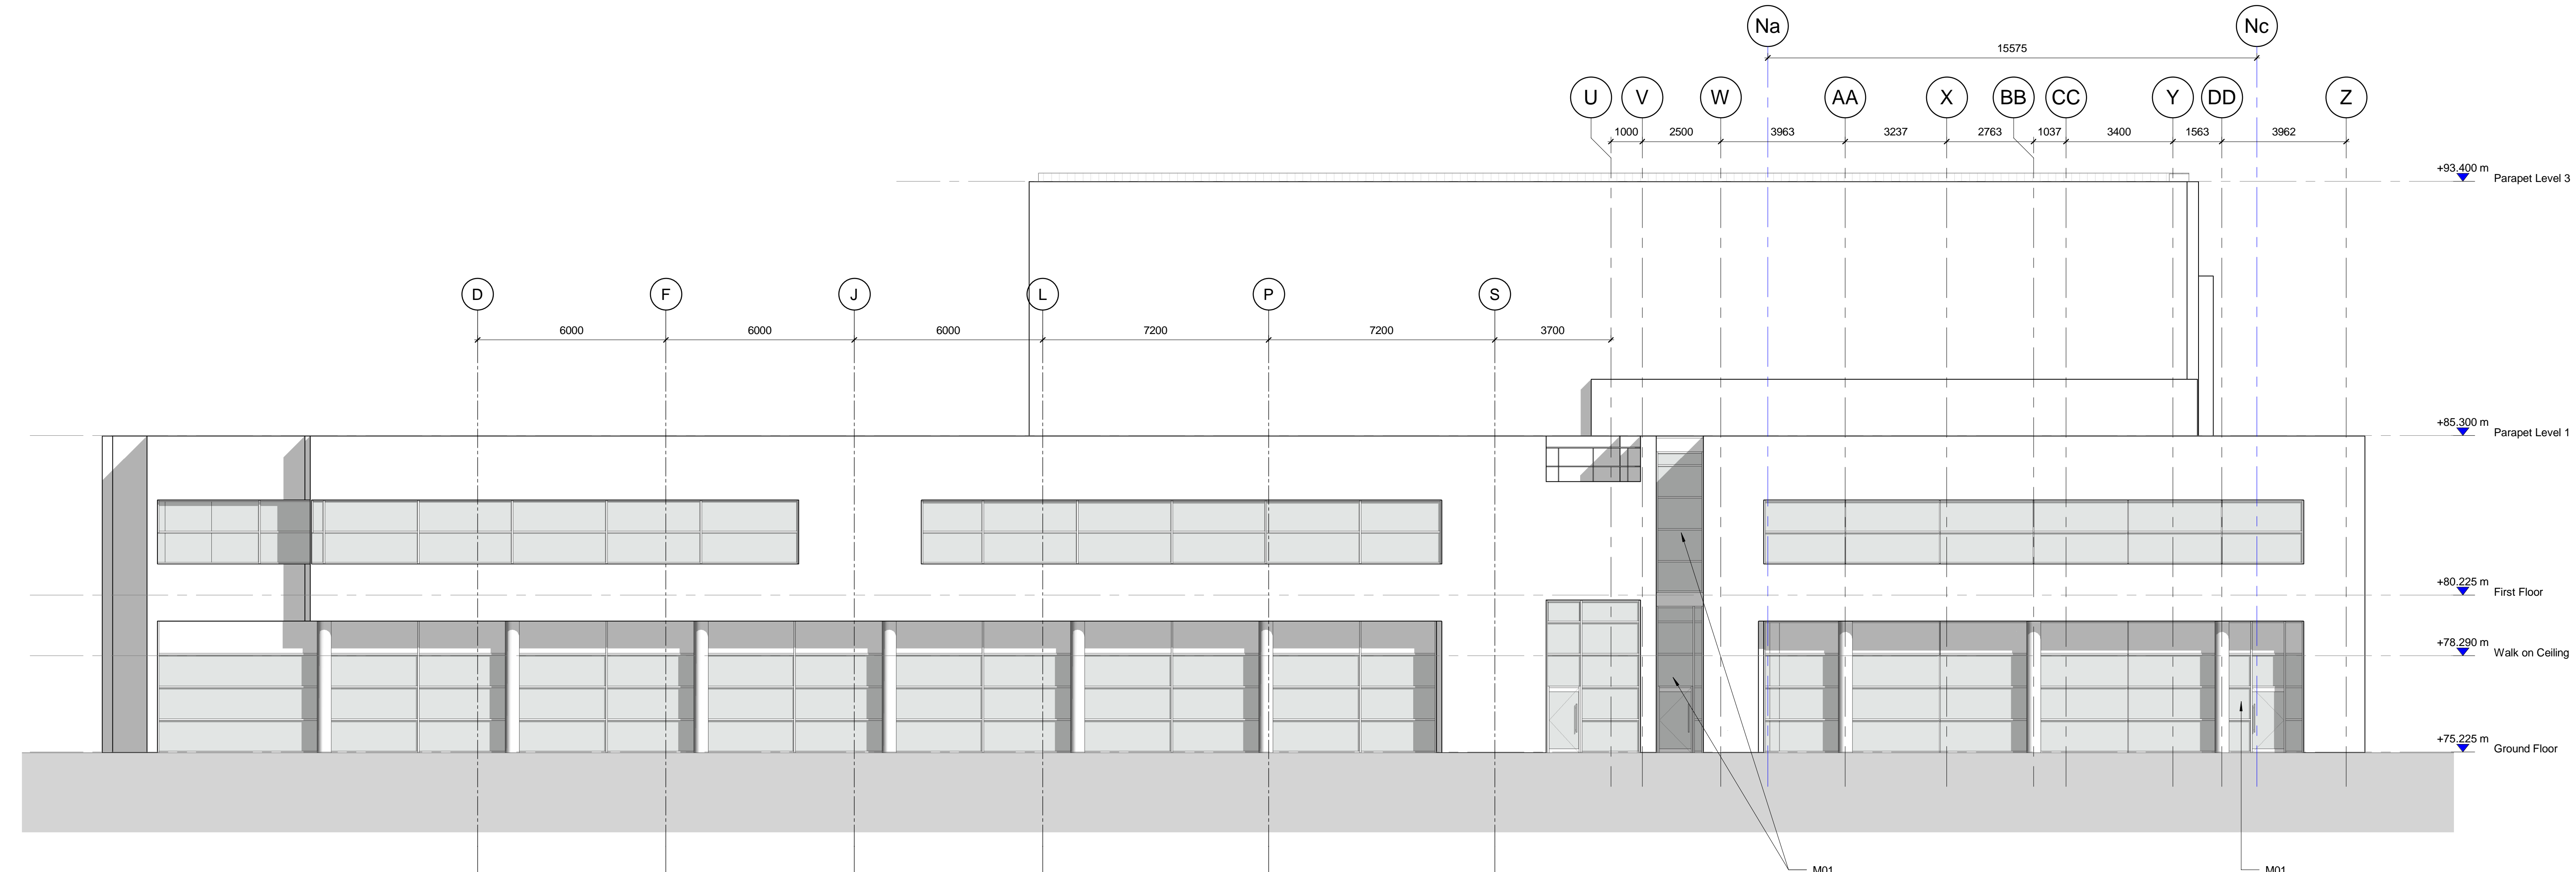 Na
Nc
15575
U
V
W
AA
X
BB
CC
Y
DD
Z
1000
2500
3963
3237
2763
1037
3400
1563
3962
+93.400 m
Parapet Level 3
D
F
J
L
P
S
6000
6000
6000
7200
7200
3700
+85.300 m
Parapet Level 1
+80.225 m
First Floor
+78.290 m
Walk on Ceiling
+75.225 m
Ground Floor
M01
M01